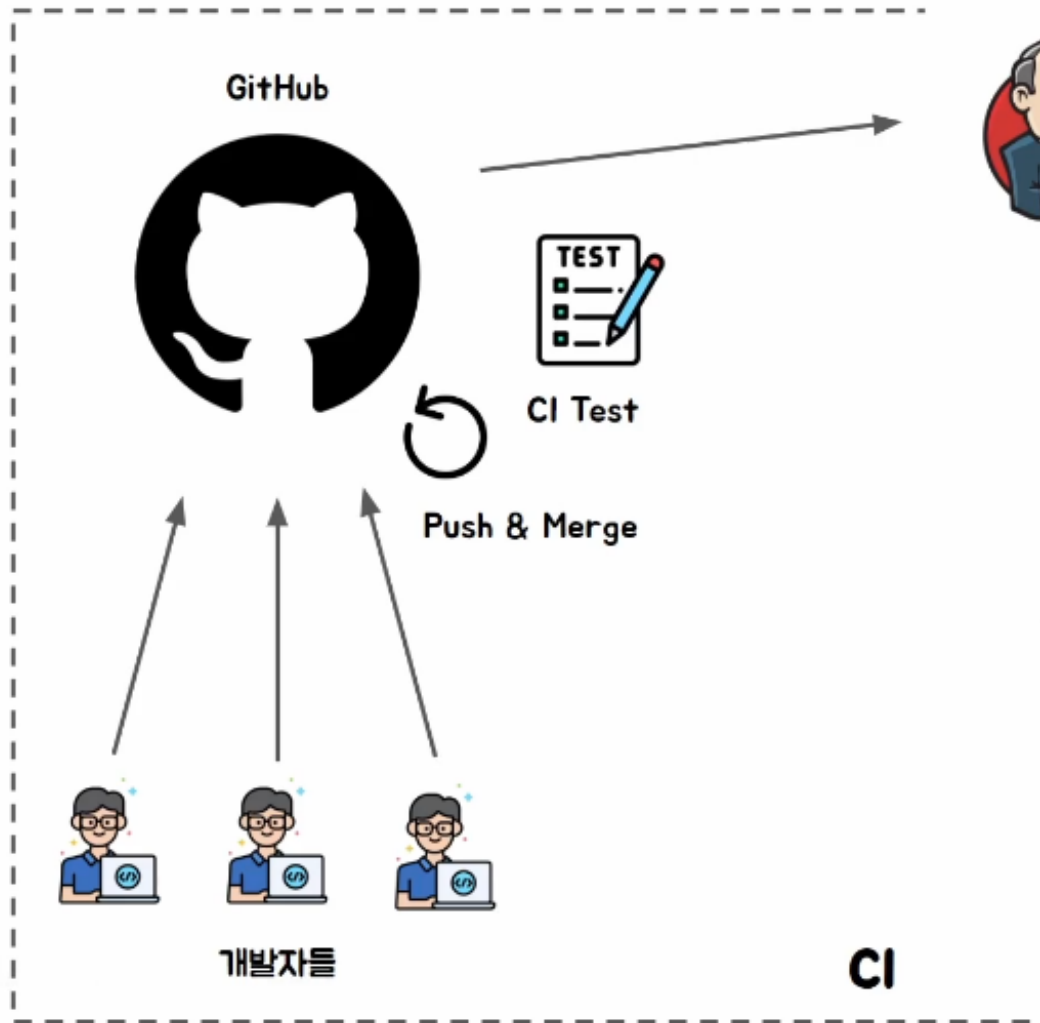 GitHub
TEST
CI Test
Push & Merge
</>
</>
</>
개발자들
CI